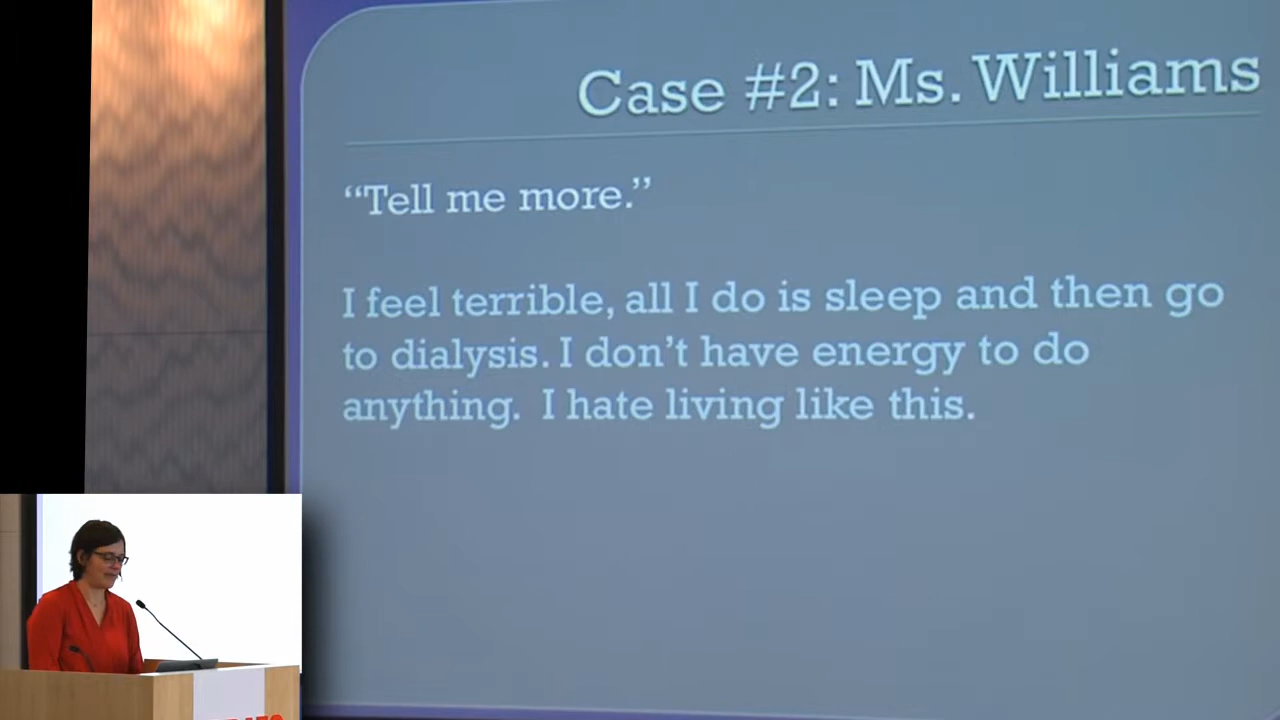 Case #2: Ms. Williams
“Tell me more.”
I feel terrible, all I do is sleep and then go
to dialysis. I don’t have energy to do
anything.  I hate living like this.